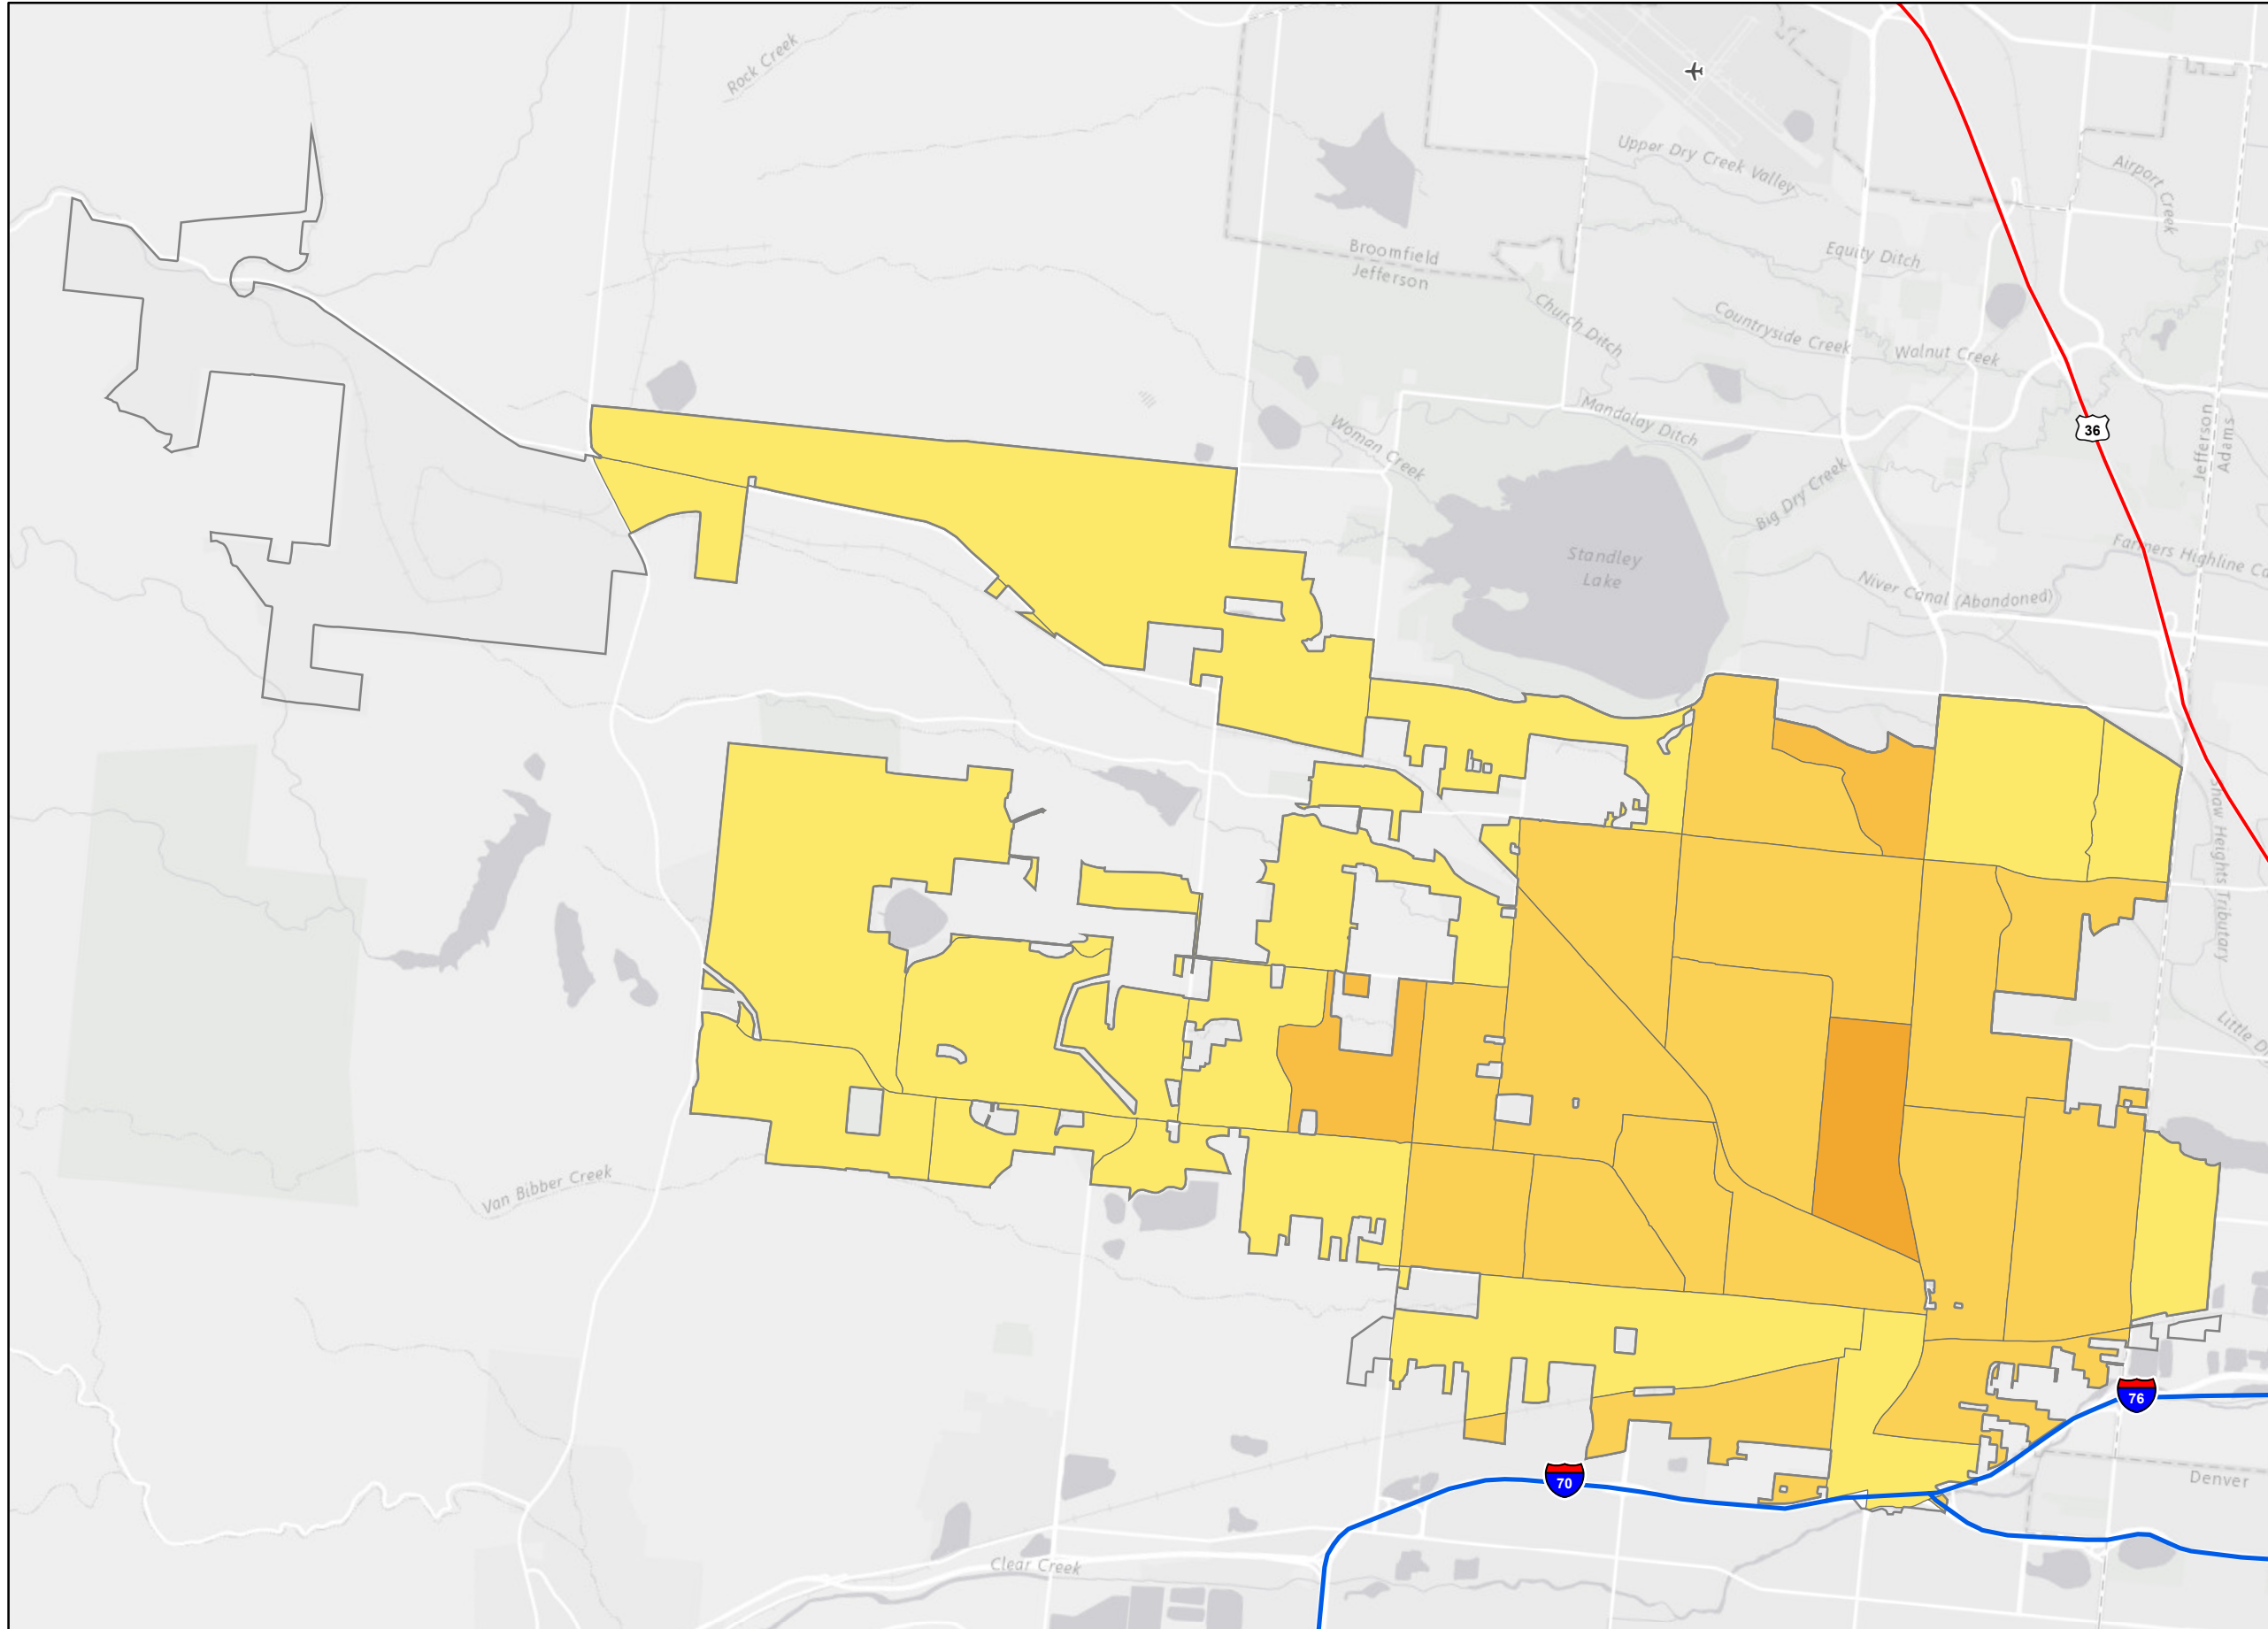 Rock Creek
Upper Dry Creek Valley
Airport Creek
Broomfield
Jefferson
Equity Ditch
Church Ditch
Countryside Creek
Walnut Creek
Mandalay Ditch
Woman Creek
36
Jefferson
Adams
Big Dry Creek
Standley
Lake
Farmers Highline Ca
Niver Canal (Abandoned)
Shaw Heights Tributary
Little D
Van Bibber Creek
76
70
Denver
Clear Creek